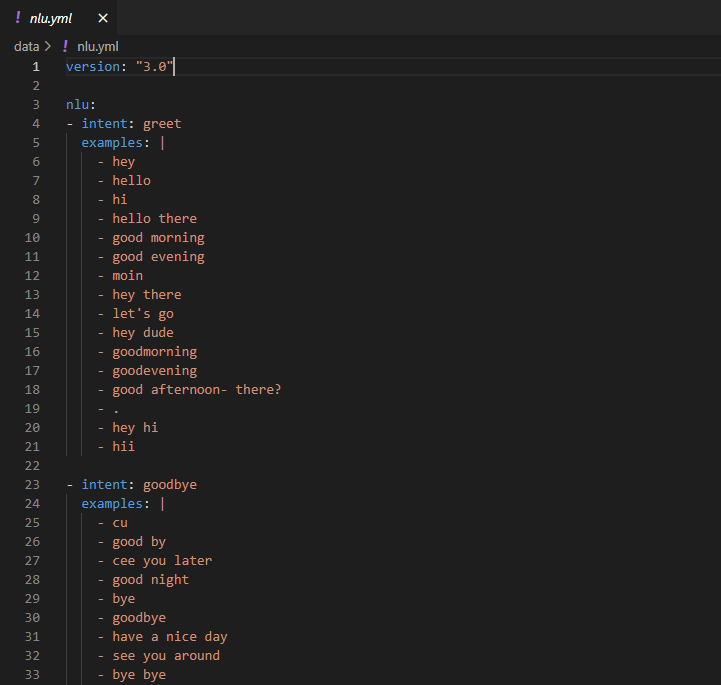 ! nlu.yml ×
data > ! nlu.yml
1 version: "3.0"
2
3 nlu:
4 - intent: greet
5 examples: |
6 - hey
7 - hello
8 - hi
9 - hello there
10 - good morning
11 - good evening
12 - moin
13 - hey there
14 - let's go
15 - hey dude
16 - goodmorning
17 - goodevening
18 - good afternoon- there?
19 - .
20 - hey hi
21 - hii
22
23 - intent: goodbye
24 examples: |
25 - cu
26 - good by
27 - cee you later
28 - good night
29 - bye
30 - goodbye
31 - have a nice day
32 - see you around
33 - bye bye